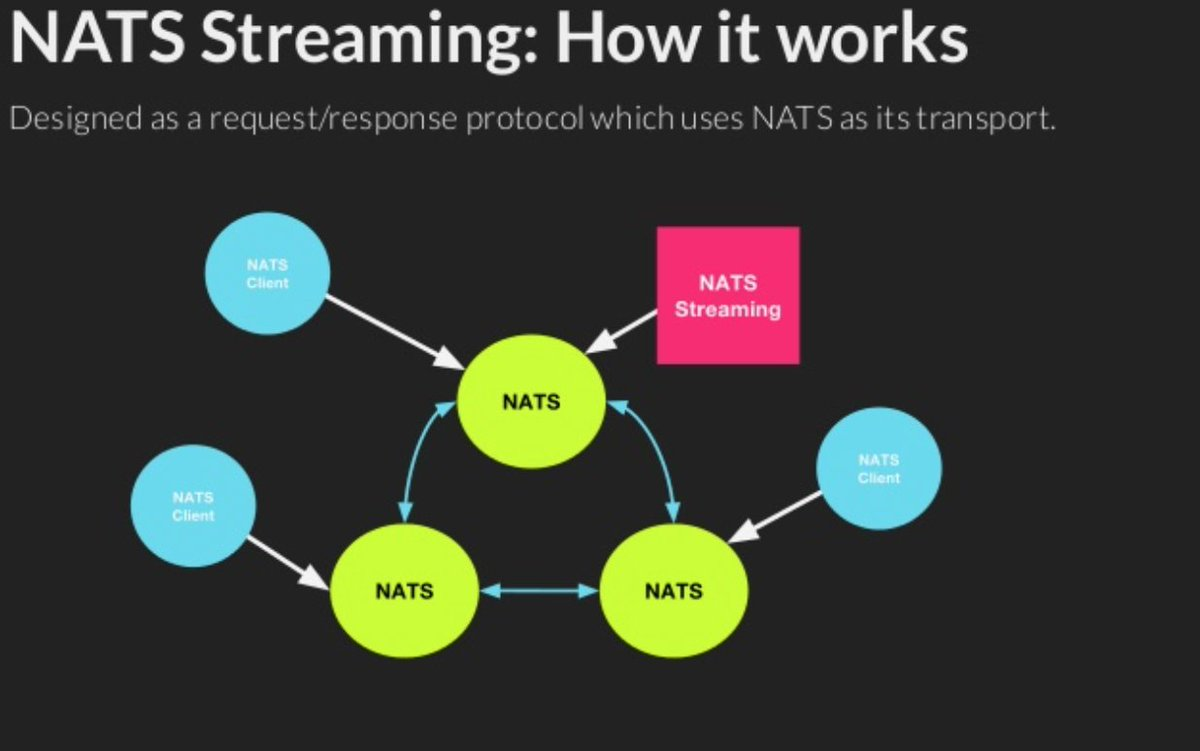 NATS Streaming: How it works
Designed as a request/response protocol which uses NATS as its transport.
NATS
Client
NATS
Streaming
NATS
NATS
Client
NATS
Client
NATS
NATS